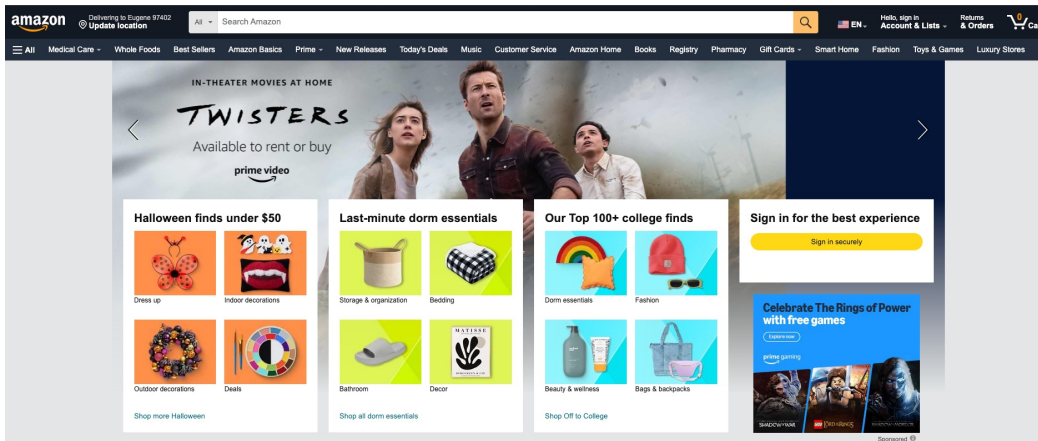 amazon
Delivering to Eugene 97402
Update location
All
Search Amazon
EN
Hello, sign in
Account & Lists
Returns
& Orders
0
Ca
All
Medical Care
Whole Foods
Best Sellers
Amazon Basics
Prime
New Releases
Today's Deals
Music
Customer Service
Amazon Home
Books
Registry
Pharmacy
Gift Cards
Smart Home
Fashion
Toys & Games
Luxury Stores
IN-THEATER MOVIES AT HOME
TWISTERS
Available to rent or buy
prime video
Halloween finds under $50
Dress up
Indoor decorations
Outdoor decorations
Deals
Shop more Halloween
Last-minute dorm essentials
Storage & organization
Bedding
Bathroom
MATISSE
Decor
Shop all dorm essentials
Our Top 100+ college finds
Dorm essentials
Fashion
Beauty & wellness
Bags & backpacks
Shop Off to College
Sign in for the best experience
Sign in securely
Celebrate The Rings of Power
with free games
Explore now
prime gaming
SHADOW WAR
LEGO
Sponsored